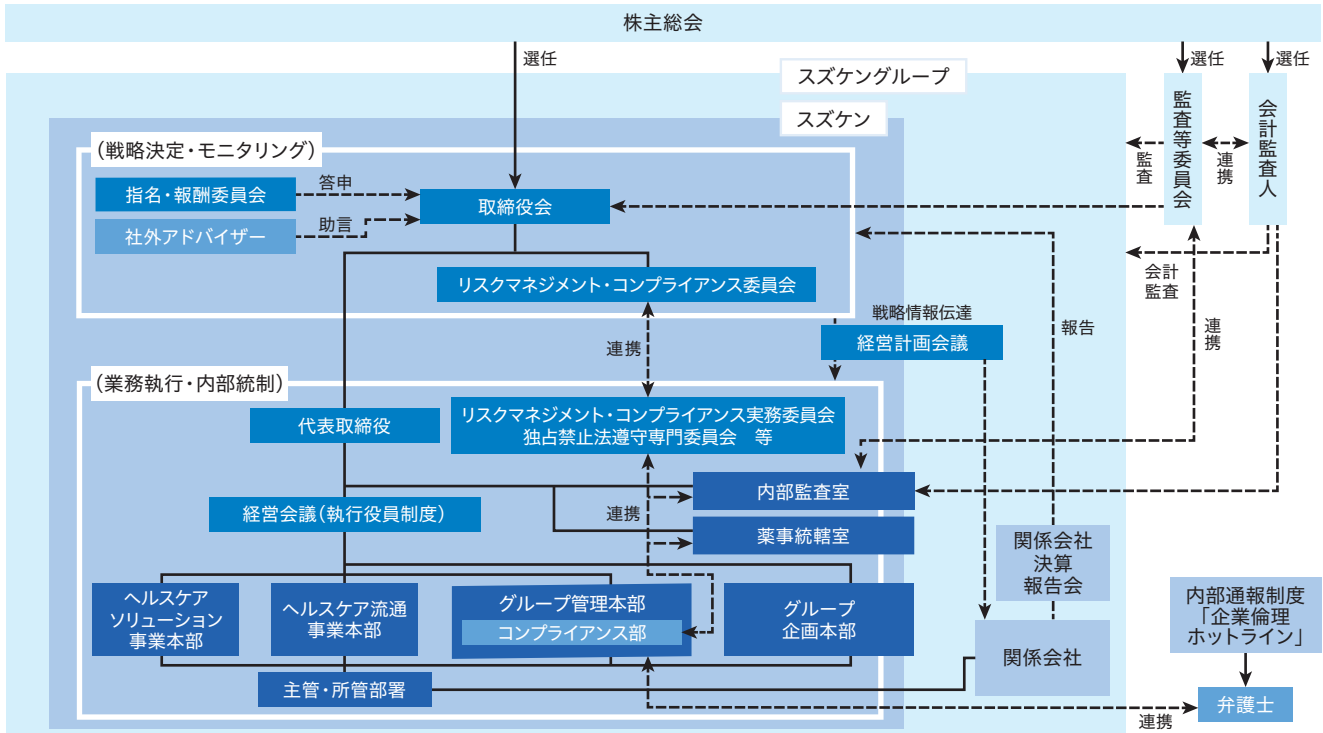 株主総会
選任
選任
選任
スズケングループ
スズケン
監査等委員会
会計監査人
監査
連携
(戦略決定・モニタリング)
指名・報酬委員会
答申
取締役会
社外アドバイザー
助言
リスクマネジメント・コンプライアンス委員会
会計
監査
戦略情報伝達
経営計画会議
報告
連携
連携
(業務執行・内部統制)
代表取締役
リスクマネジメント・コンプライアンス実務委員会
独占禁止法遵守専門委員会 等
内部監査室
経営会議(執行役員制度)
連携
薬事統轄室
関係会社
決算
報告会
ヘルスケア
ソリューション
事業本部
ヘルスケア流通
事業本部
グループ管理本部
コンプライアンス部
グループ
企画本部
関係会社
内部通報制度
「企業倫理
ホットライン」
主管・所管部署
弁護士
連携